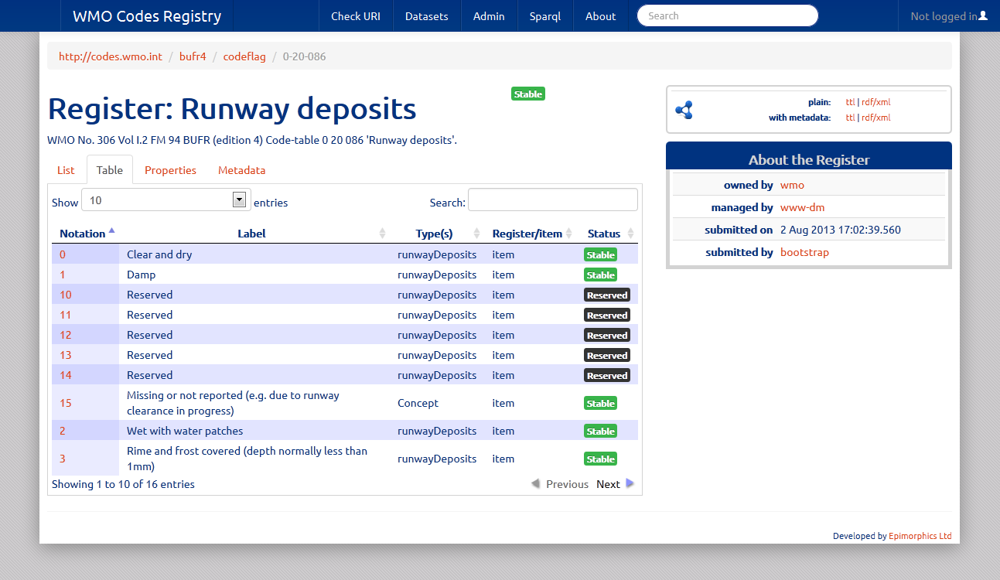 WMO Codes Registry Check URI Datasets Admin Sparql About Search Not logged in
http://codes.wmo.int / bufr4 / codeflag / 0-20-086
Register: Runway deposits
Stable
WMO No. 306 Vol I.2 FM 94 BUFR (edition 4) Code-table 0 20 086 'Runway deposits'.
List Table Properties Metadata
Show 10 entries Search:
Notation Label Type(s) Register/item Status
0 Clear and dry runwayDeposits item Stable
1 Damp runwayDeposits item Stable
10 Reserved runwayDeposits item Reserved
11 Reserved runwayDeposits item Reserved
12 Reserved runwayDeposits item Reserved
13 Reserved runwayDeposits item Reserved
14 Reserved runwayDeposits item Reserved
15 Missing or not reported (e.g. due to runway
clearance in progress) Concept item Stable
2 Wet with water patches runwayDeposits item Stable
3 Rime and frost covered (depth normally less than
1mm) runwayDeposits item Stable
Showing 1 to 10 of 16 entries Previous Next
plain: ttl | rdf/xml
with metadata: ttl | rdf/xml
About the Register
owned by wmo
managed by www-dm
submitted on 2 Aug 2013 17:02:39.560
submitted by bootstrap
Developed by Epimorphics Ltd